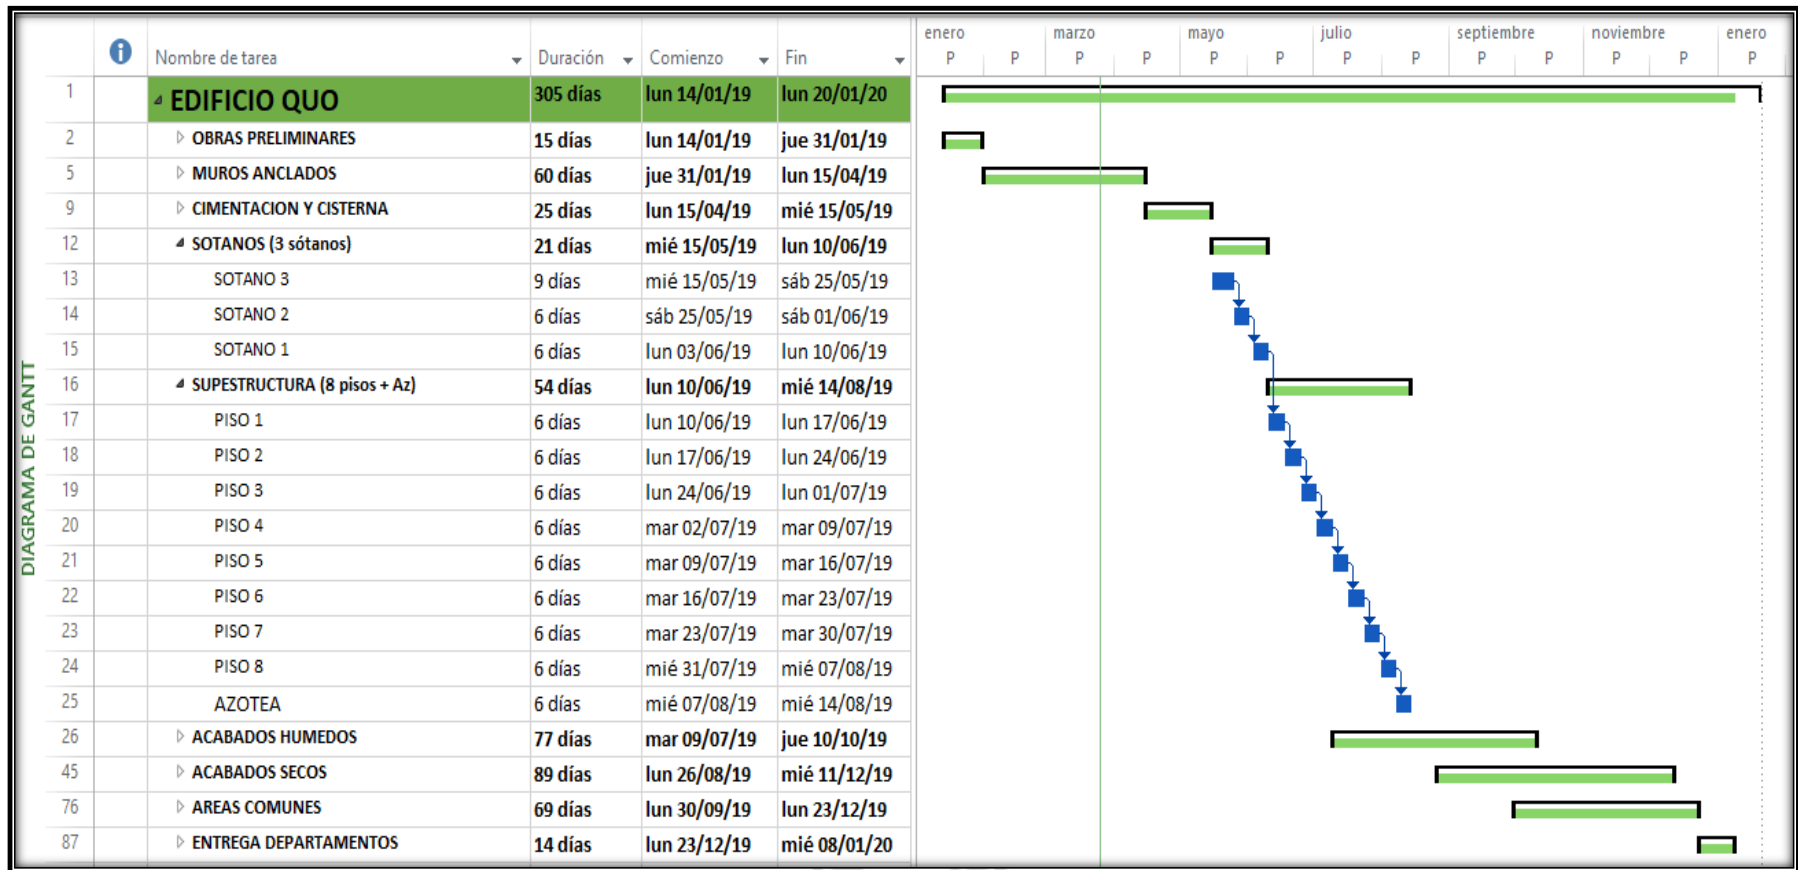 enero marzo mayo julio septiembre noviembre enero
Nombre de tarea Duración Comienzo Fin P P P P P P P P P P P P P
1 EDIFICIO QUO 305 días lun 14/01/19 lun 20/01/20
2 OBRAS PRELIMINARES 15 días lun 14/01/19 jue 31/01/19
5 MUROS ANCLADOS 60 días jue 31/01/19 lun 15/04/19
9 CIMENTACION Y CISTERNA 25 días lun 15/04/19 mié 15/05/19
12 SOTANOS (3 sótanos) 21 días mié 15/05/19 lun 10/06/19
13 SOTANO 3 9 días mié 15/05/19 sáb 25/05/19
14 SOTANO 2 6 días sáb 25/05/19 sáb 01/06/19
15 SOTANO 1 6 días lun 03/06/19 lun 10/06/19
16 SUPESTRUCTURA (8 pisos + Az) 54 días lun 10/06/19 mié 14/08/19
17 PISO 1 6 días lun 10/06/19 lun 17/06/19
18 PISO 2 6 días lun 17/06/19 lun 24/06/19
19 PISO 3 6 días lun 24/06/19 lun 01/07/19
20 PISO 4 6 días mar 02/07/19 mar 09/07/19
21 PISO 5 6 días mar 09/07/19 mar 16/07/19
22 PISO 6 6 días mar 16/07/19 mar 23/07/19
23 PISO 7 6 días mar 23/07/19 mar 30/07/19
24 PISO 8 6 días mié 31/07/19 mié 07/08/19
25 AZOTEA 6 días mié 07/08/19 mié 14/08/19
26 ACABADOS HUMEDOS 77 días mar 09/07/19 jue 10/10/19
45 ACABADOS SECOS 89 días lun 26/08/19 mié 11/12/19
76 AREAS COMUNES 69 días lun 30/09/19 lun 23/12/19
87 ENTREGA DEPARTAMENTOS 14 días lun 23/12/19 mié 08/01/20
DIAGRAMA DE GANTT